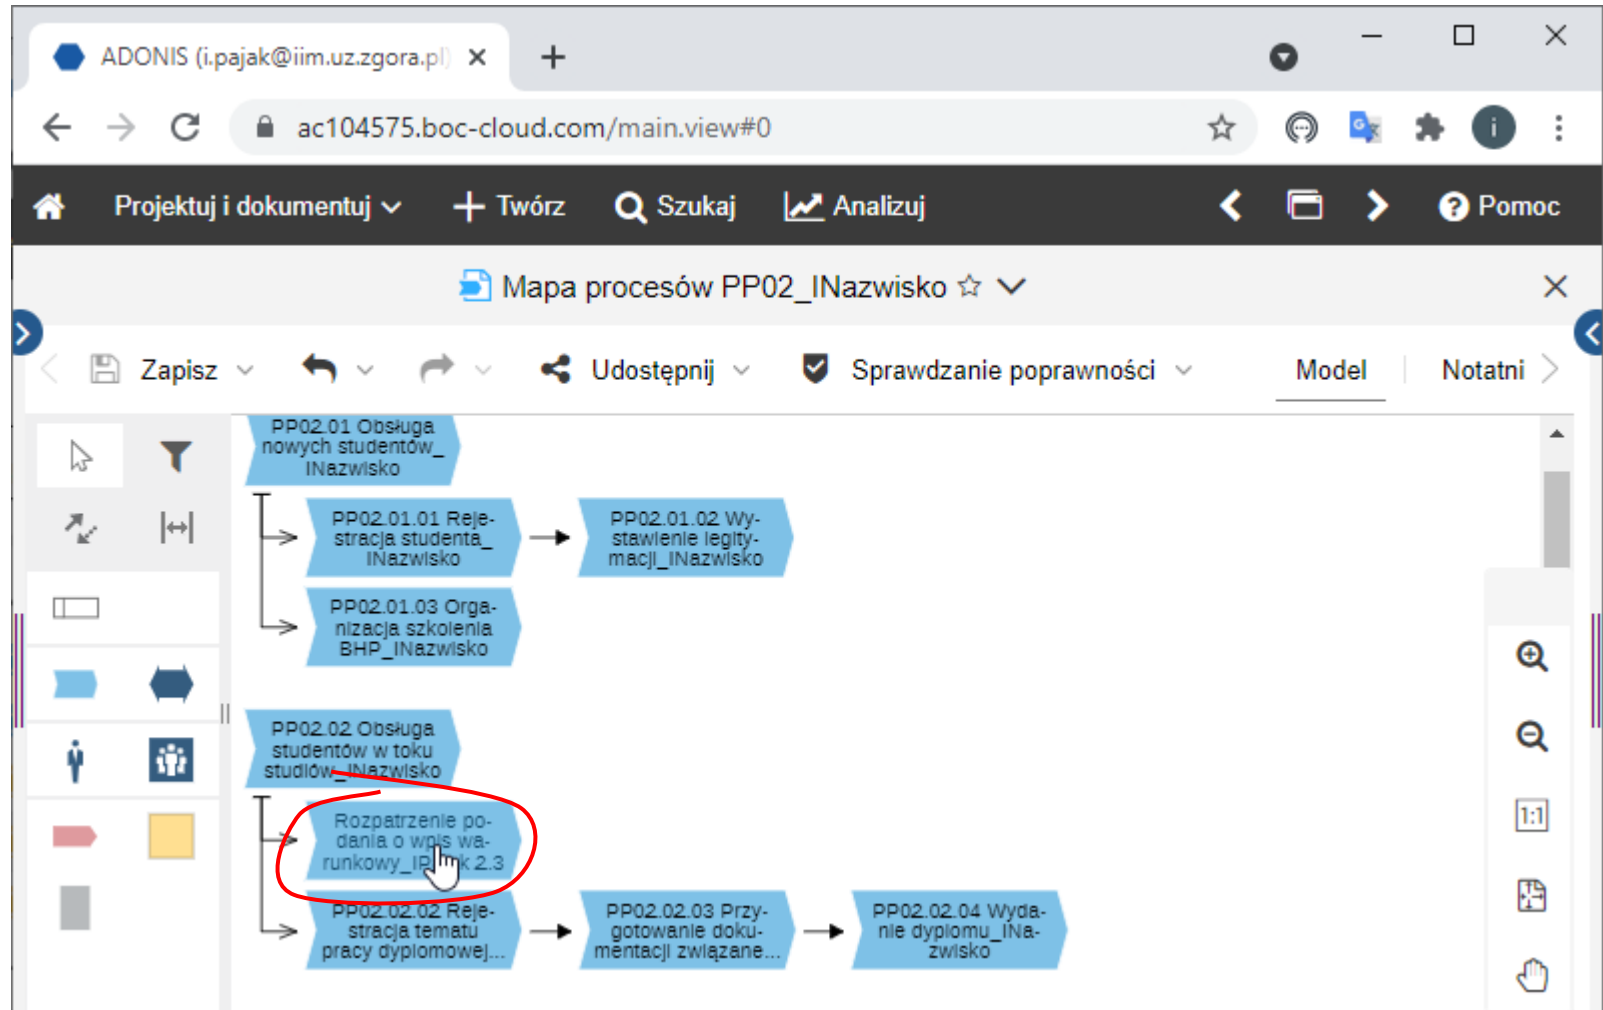 ADONIS (i.pajak@iim.uz.zgora.pl)
ac104575.boc-cloud.com/main.view#0
i
Projektuj i dokumentuj
Twórz
Szukaj
Analizuj
Pomoc
Mapa procesów PP02_INazwisko
Zapisz
Udostępnij
Sprawdzanie poprawności
Model
Notatni
PP02.01 Obsługa
nowych studentów_
INazwisko
PP02.01.01 Reje-
stracja studenta_
INazwisko
PP02.01.02 Wy-
stawienie legity-
macji_INazwisko
PP02.01.03 Orga-
nizacja szkolenia
BHP_INazwisko
PP02.02 Obsługa
studentów w toku
studiów_INazwisko
Rozpatrzenie po-
dania o wpis wa-
runkowy_ 2.3
PP02.02.02 Reje-
stracja tematu
pracy dyplomowej...
PP02.02.03 Przy-
gotowanie doku-
mentacji związane...
PP02.02.04 Wyda-
nie dyplomu_INa-
zwisko
1:1